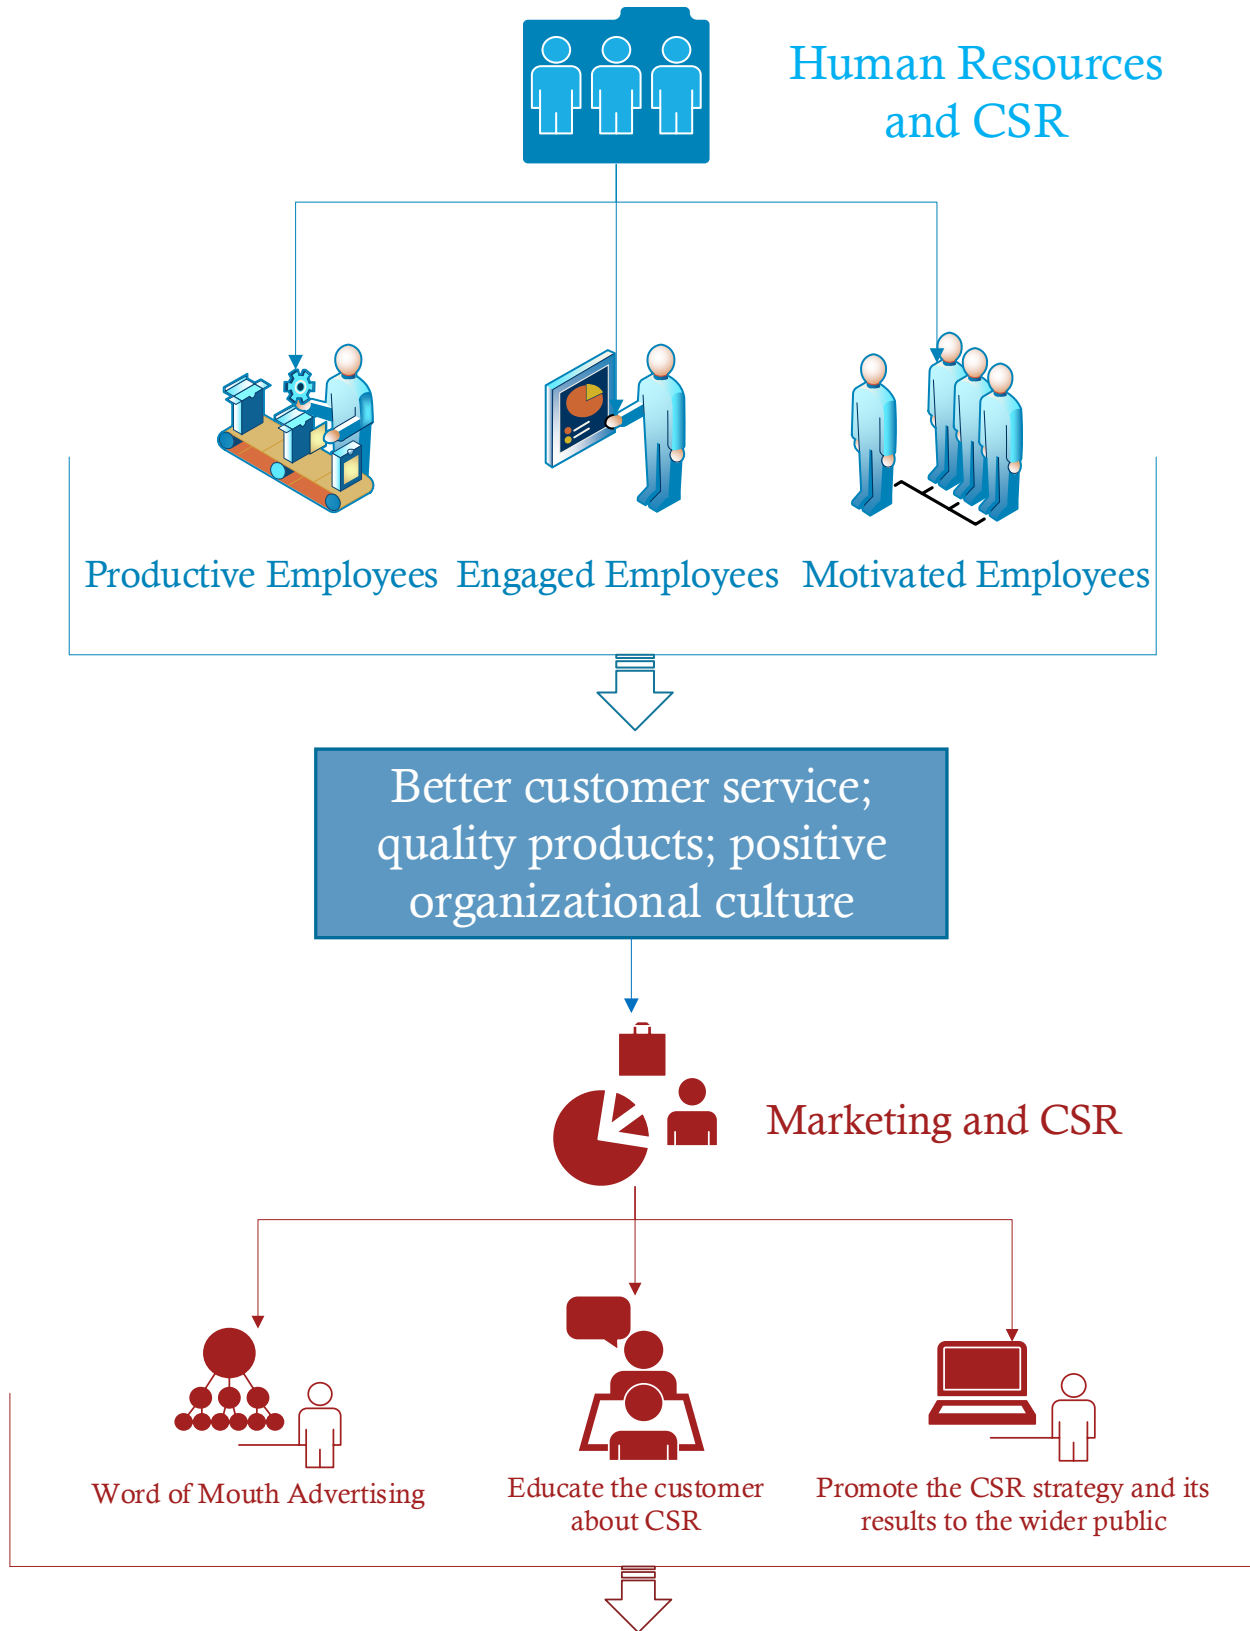 Human Resources
and CSR
Productive Employees
Engaged Employees
Motivated Employees
Better customer service;
quality products; positive
organizational culture
Marketing and CSR
Word of Mouth Advertising
Educate the customer
about CSR
Promote the CSR strategy and its
results to the wider public